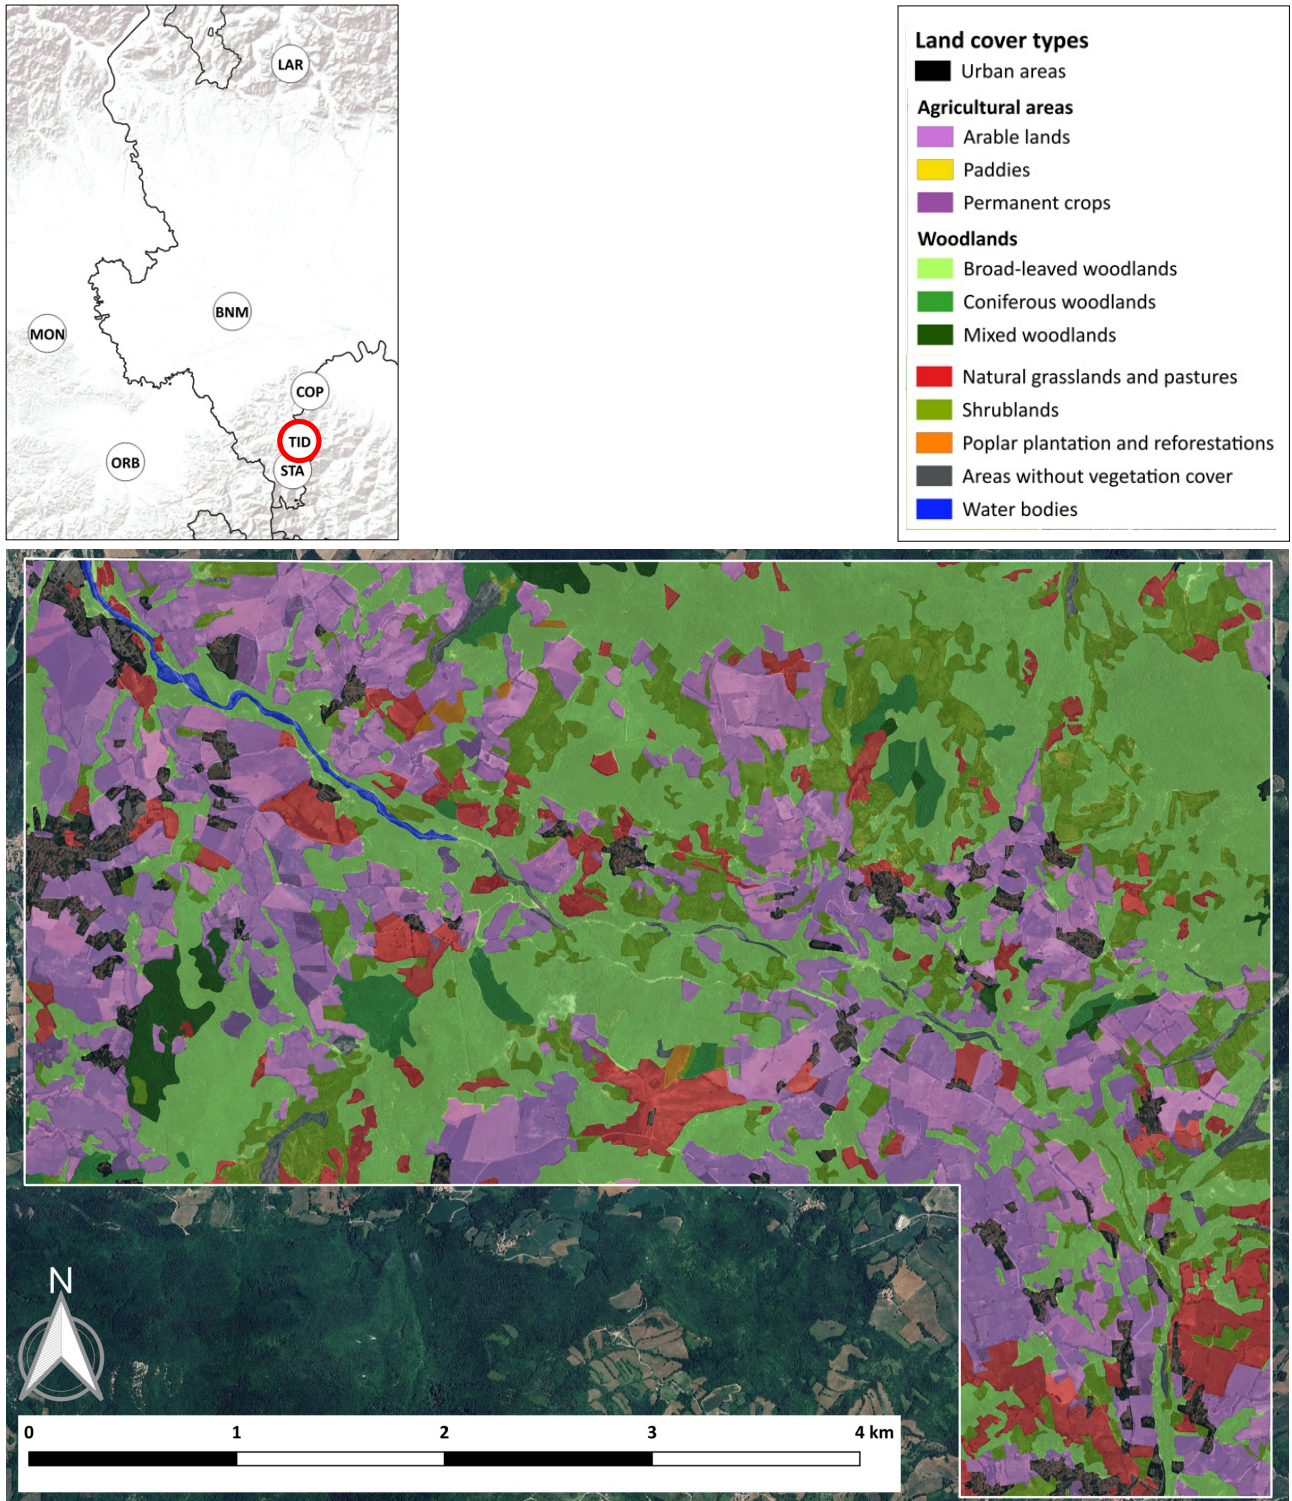 LAR
BNM
MON
COP
TID
STA
ORB
Land cover types
Urban areas
Agricultural areas
Arable lands
Paddies
Permanent crops
Woodlands
Broad-leaved woodlands
Coniferous woodlands
Mixed woodlands
Natural grasslands and pastures
Shrublands
Poplar plantation and reforestations
Areas without vegetation cover
Water bodies
N
0 1 2 3 4 km